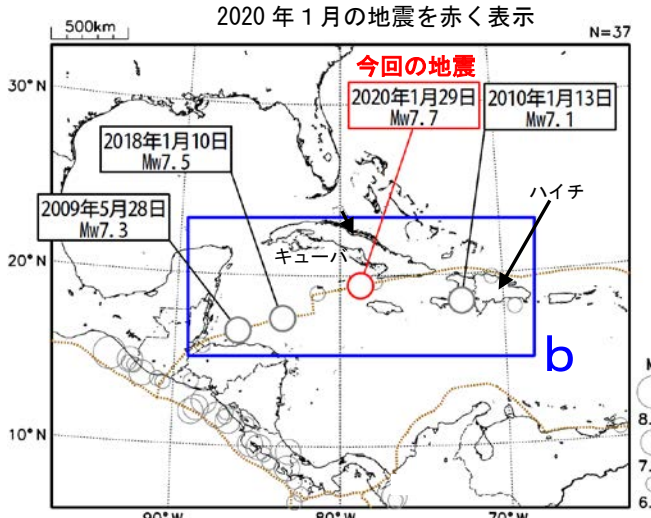 2020年1月の地震を赤く表示
500km
N=37
30°N
今回の地震
2020年1月29日
Mw7.7
2010年1月13日
Mw7.1
2018年1月10日
Mw7.5
ハイチ
2009年5月28日
Mw7.3
キューバ
20°N
b
M
8.
10°N
7.
6.
90°W
80°W
70°W